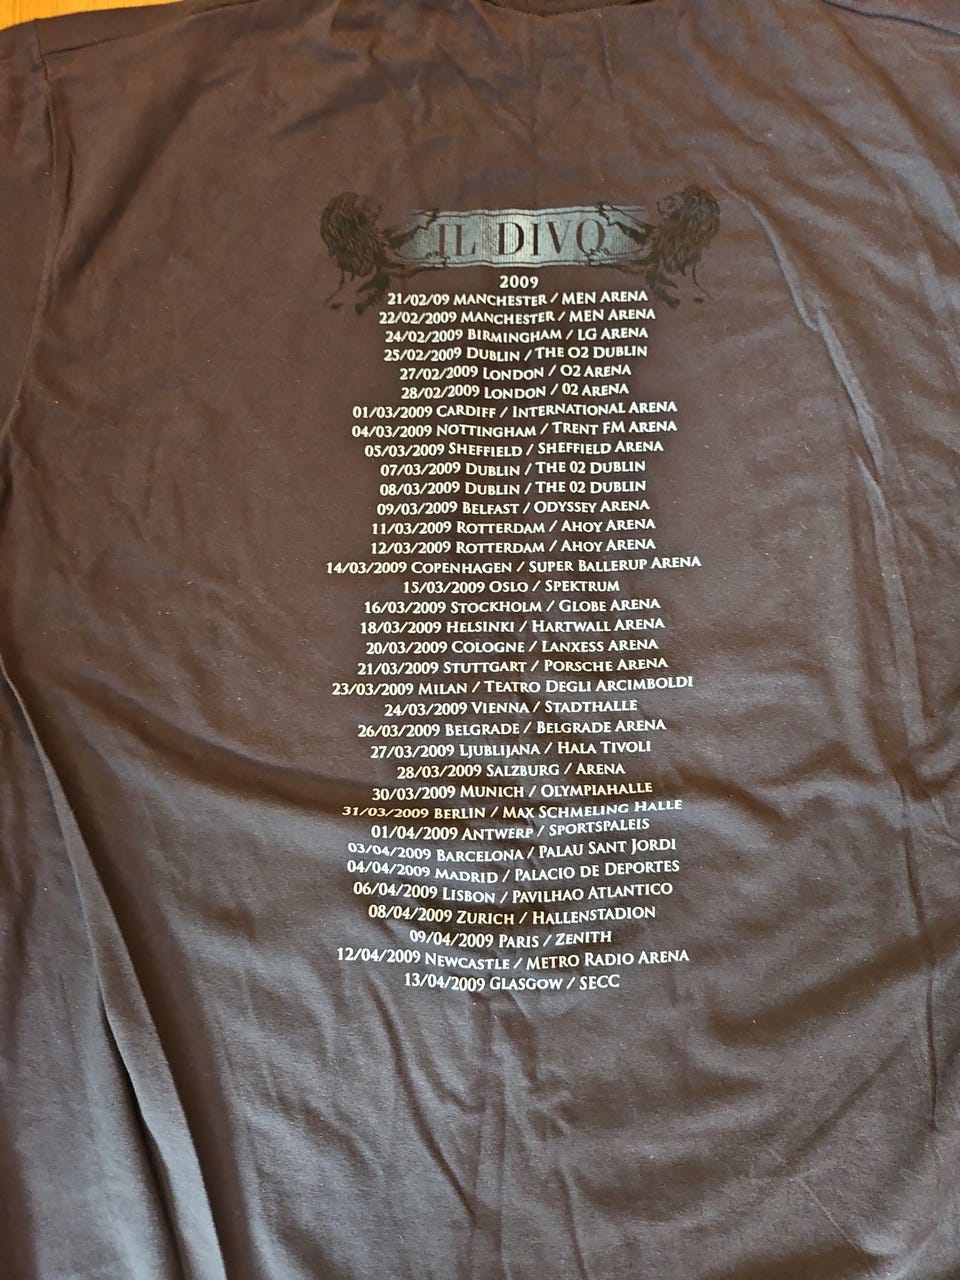 IL DIVO
2009
21/02/09 MANCHESTER / MEN ARENA
22/02/2009 MANCHESTER / MEN ARENA
24/02/2009 BIRMINGHAM / LG ARENA
25/02/2009 DUBLIN / THE O2 DUBLIN
27/02/2009 LONDON / O2 ARENA
28/02/2009 LONDON / 02 ARENA
01/03/2009 CARDIFF / INTERNATIONAL ARENA
04/03/2009 NOTTINGHAM / TRENT FM ARENA
05/03/2009 SHEFFIELD / SHEFFIELD ARENA
07/03/2009 DUBLIN / THE 02 DUBLIN
08/03/2009 DUBLIN / THE 02 DUBLIN
09/03/2009 BELFAST / ODYSSEY ARENA
11/03/2009 ROTTERDAM / AHOY ARENA
12/03/2009 ROTTERDAM / AHOY ARENA
14/03/2009 COPENHAGEN / SUPER BALLERUP ARENA
15/03/2009 OSLO / SPEKTRUM
16/03/2009 STOCKHOLM / GLOBE ARENA
18/03/2009 HELSINKI / HARTWALL ARENA
20/03/2009 COLOGNE / LANXESS ARENA
21/03/2009 STUTTGART / PORSCHE ARENA
23/03/2009 MILAN / TEATRO DEGLI ARCIMBOLDI
24/03/2009 VIENNA / STADTHALLE
26/03/2009 BELGRADE / BELGRADE ARENA
27/03/2009 LJUBLIJANA / HALA TIVOLI
28/03/2009 SALZBURG / ARENA
30/03/2009 MUNICH / OLYMPIAHALLE
31/03/2009 BERLIN / MAX SCHMELING HALLE
01/04/2009 ANTWERP / SPORTSPALEIS
03/04/2009 BARCELONA / PALAU SANT JORDI
04/04/2009 MADRID / PALACIO DE DEPORTES
06/04/2009 LISBON / PAVILHAO ATLANTICO
08/04/2009 ZURICH / HALLENSTADION
09/04/2009 PARIS / ZENITH
12/04/2009 NEWCASTLE / METRO RADIO ARENA
13/04/2009 GLASGOW / SECC